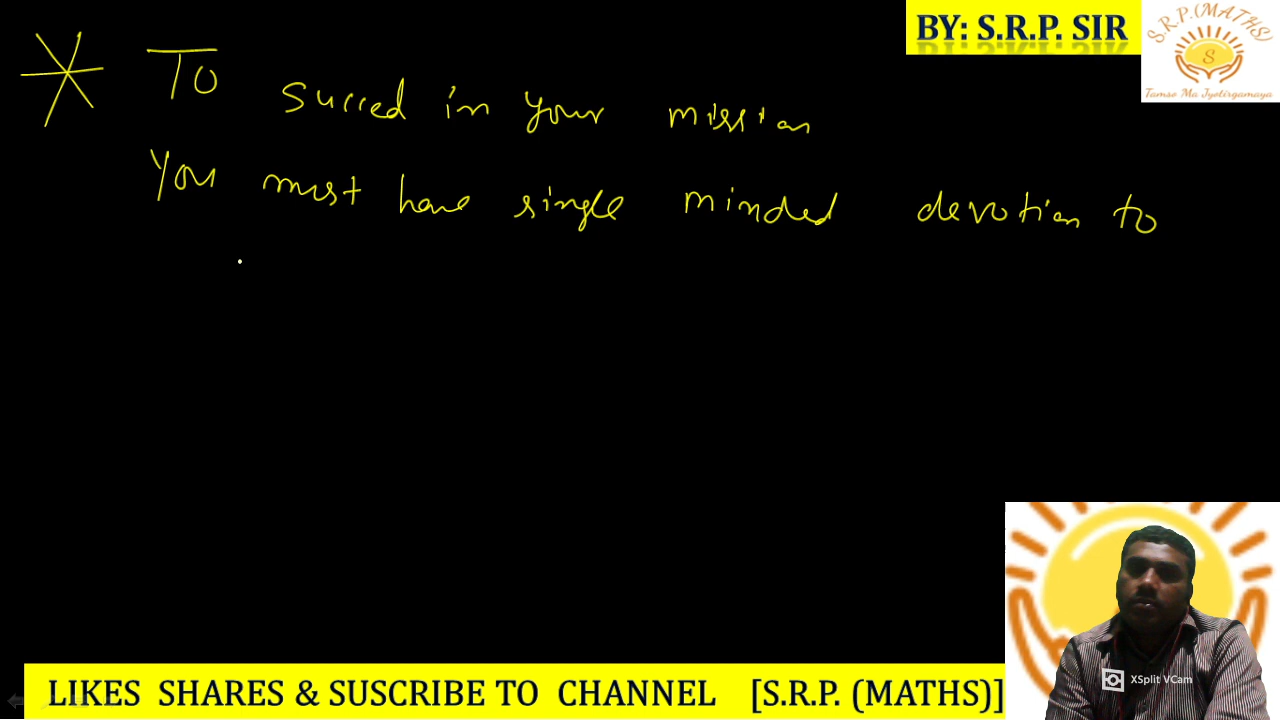 BY: S.R.P. SIR
S.R.P.(MATHS)
S
Tamso Ma Jyotirgamaya
To succed in your mission
You must have single minded devotion to
XSplit VCam
LIKES SHARES & SUSCRIBE TO CHANNEL [S.R.P. (MATHS)]